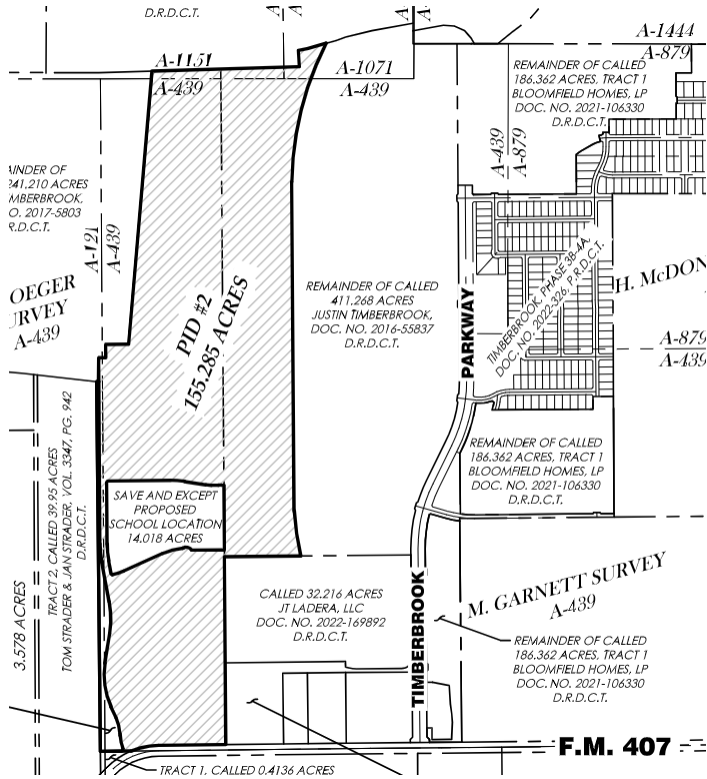 D.R.D.C.T.
A
A
A
A
A-1151
A-439
A-1071
A-439
A-1444
A-879
REMAINDER OF CALLED
186.362 ACRES, TRACT 1
BLOOMFIELD HOMES, LP
DOC. NO. 2021-106330
D.R.D.C.T.
A-439
A-879
AINDER OF
241.210 ACRES
MBERBROOK,
O. 2017-5803
R.D.C.T.
A-121
A-439
OEGER
URVEY
A-439
PID #2
155.285 ACRES
REMAINDER OF CALLED
411.268 ACRES
JUSTIN TIMBERBROOK,
DOC. NO. 2016-55837
D.R.D.C.T.
PARKWAY
TIMBERBROOK, PHASE 3B-4A,
DOC. NO. 2022-326, P.R.D.C.T.
H. McDON
A-879
A-439
REMAINDER OF CALLED
186.362 ACRES, TRACT 1
BLOOMFIELD HOMES, LP
DOC. NO. 2021-106330
D.R.D.C.T.
3.578 ACRES
TRACT 2, CALLED 39.95 ACRES
TOM STRADER & JAN STRADER, VOL. 3347, PG. 942
D.R.D.C.T.
SAVE AND EXCEPT
PROPOSED
SCHOOL LOCATION
14.018 ACRES
CALLED 32.216 ACRES
JT LADERA, LLC
DOC. NO. 2022-169892
D.R.D.C.T.
TIMBERBROOK
M. GARNETT SURVEY
A-439
REMAINDER OF CALLED
186.362 ACRES, TRACT 1
BLOOMFIELD HOMES, LP
DOC. NO. 2021-106330
D.R.D.C.T.
F.M. 407
TRACT 1, CALLED 0.4136 ACRES